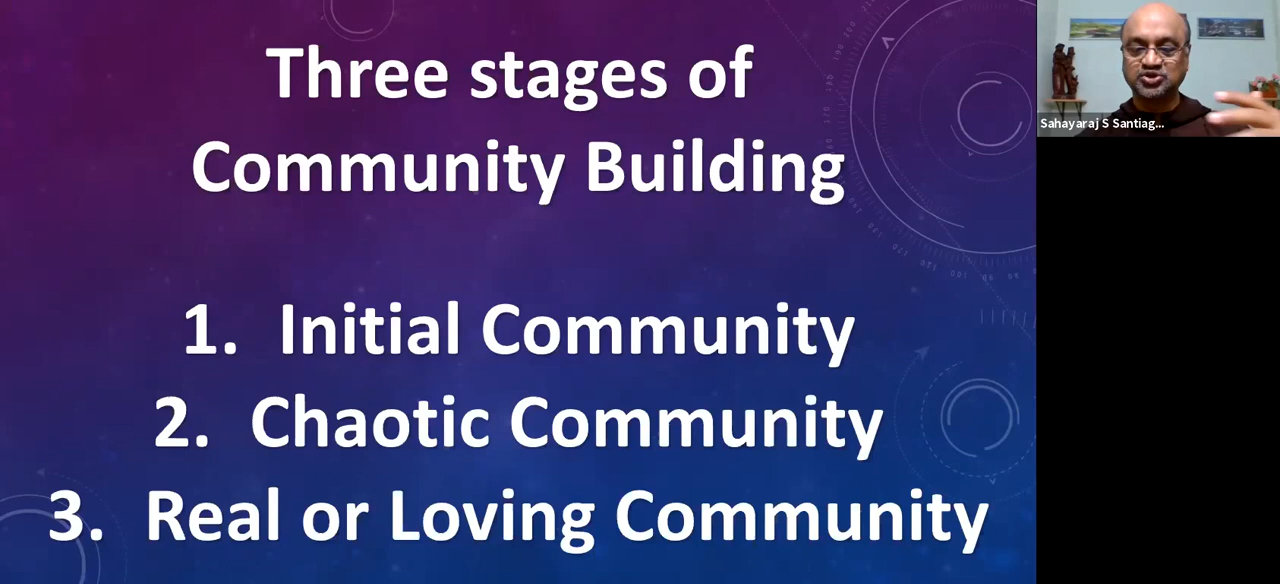 Three stages of
Community Building
1. Initial Community
2. Chaotic Community
3. Real or Loving Community
Sahayaraj S Santiag...